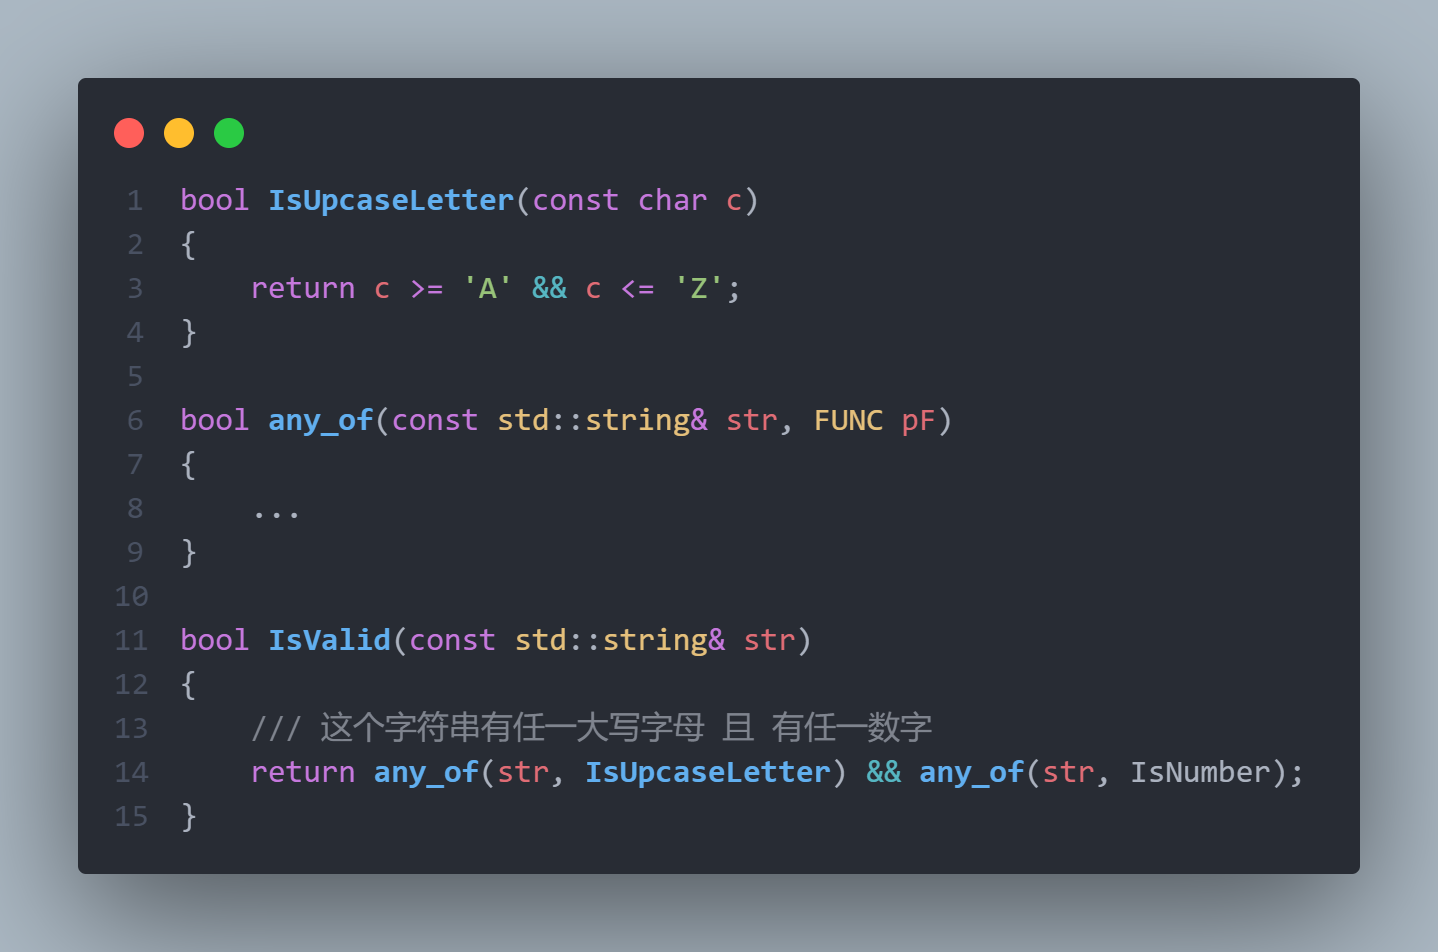 1 bool IsUpcaseLetter(const char c)
2 {
3     return c >= 'A' && c <= 'Z';
4 }
5
6 bool any_of(const std::string& str, FUNC pF)
7 {
8     ...
9 }
10
11 bool IsValid(const std::string& str)
12 {
13     /// 这个字符串有任一大写字母 且 有任一数字
14     return any_of(str, IsUpcaseLetter) && any_of(str, IsNumber);
15 }